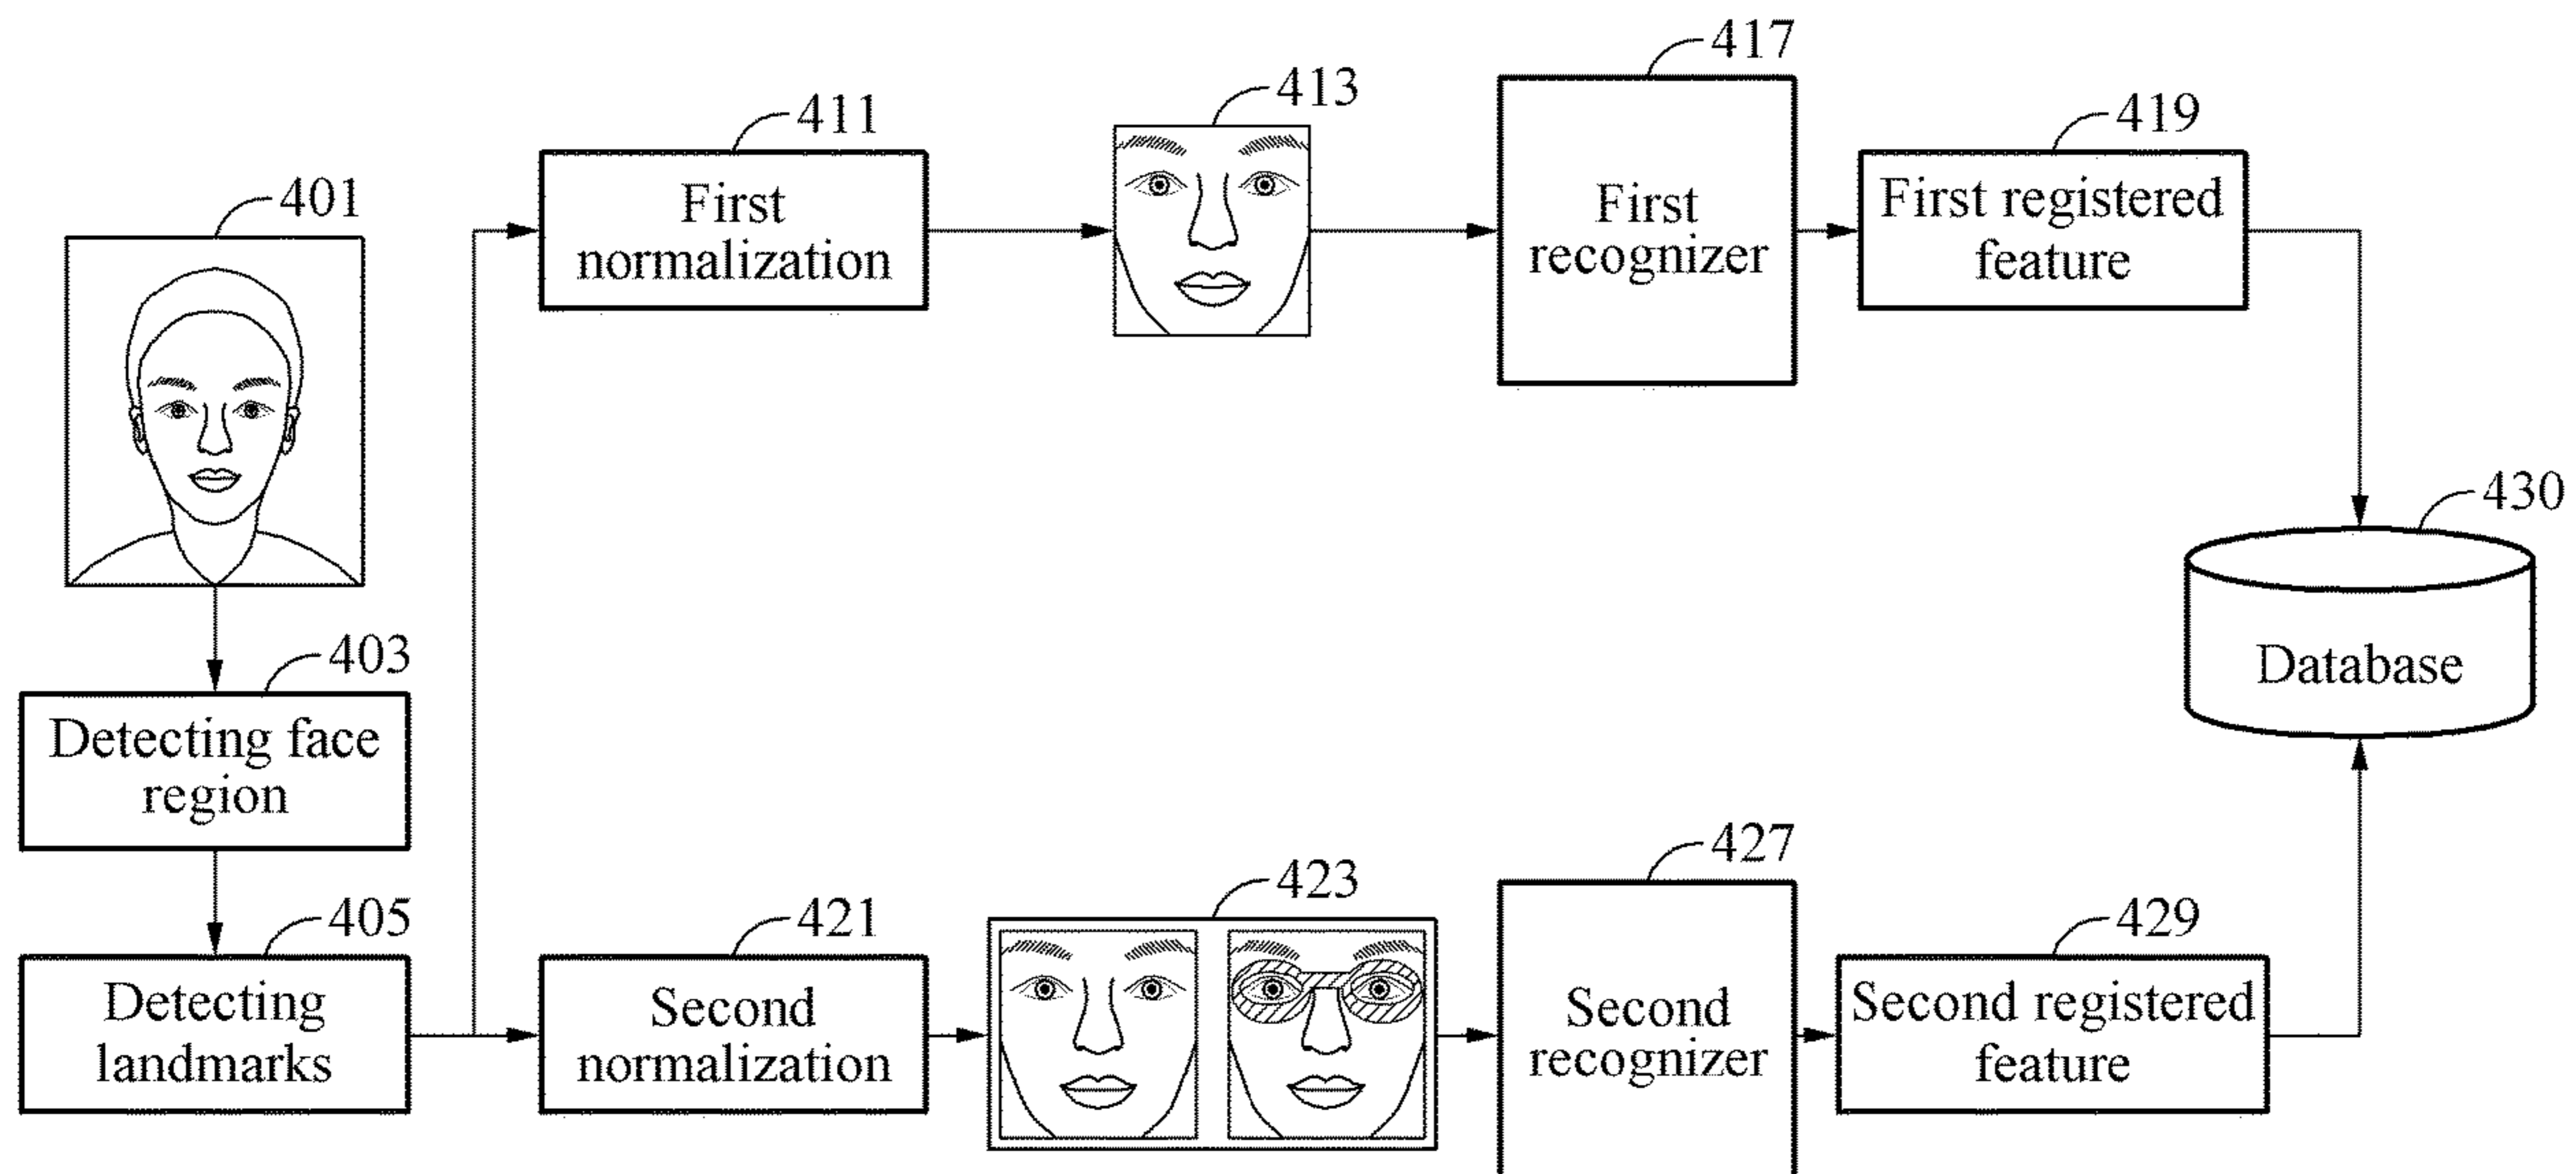 401
403
Detecting face
region
405
Detecting
landmarks
411
First
normalization
413
417
First
recognizer
419
First registered
feature
421
Second
normalization
423
427
Second
recognizer
429
Second registered
feature
430
Database